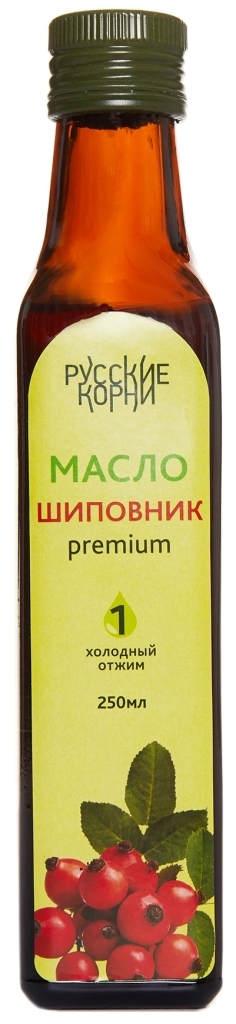 РУССКИЕ
КОРНИ
МАСЛО
ШИПОВНИК
premium
1
холодный
отжим
250мл